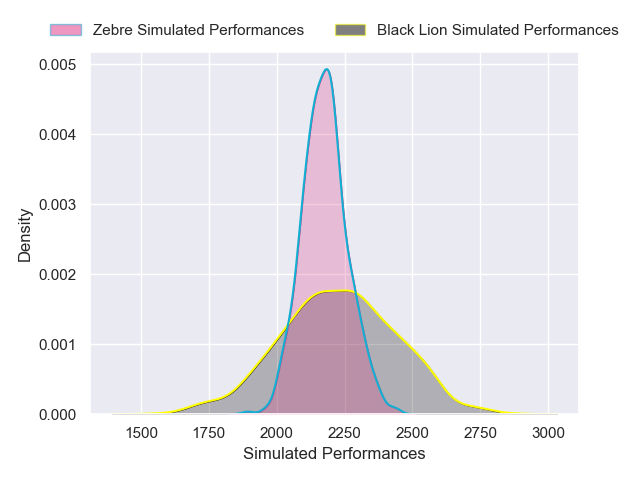 Zebre Simulated Performances Black Lion Simulated Performances
0.005
0.004
0.003
0.002
0.001
0.000
Density
1500 1750 2000 2250 2500 2750 3000
Simulated Performances